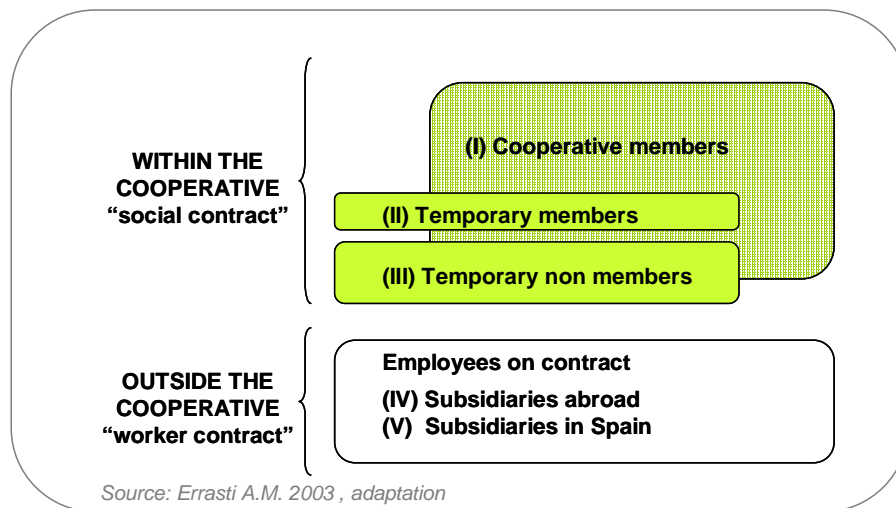 WITHIN THE
COOPERATIVE
“social contract”
(I) Cooperative members
(II) Temporary members
(III) Temporary non members
OUTSIDE THE
COOPERATIVE
“worker contract”
Employees on contract
(IV) Subsidiaries abroad
(V) Subsidiaries in Spain
Source: Errasti A.M. 2003 , adaptation